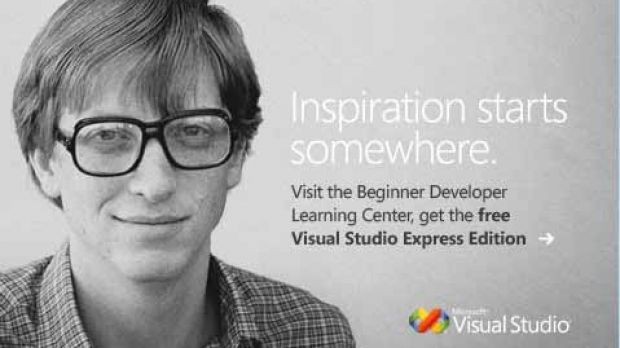 Inspiration starts
somewhere.
Visit the Beginner Developer
Learning Center, get the free
Visual Studio Express Edition →
Microsoft®
Visual Studio®